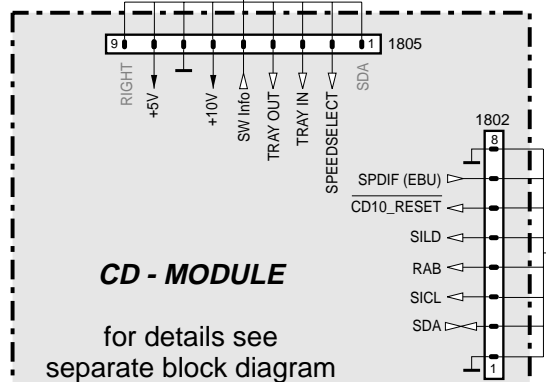 9 1 1805
RIGHT
+5V
+10V
SW Info
TRAY OUT
TRAY IN
SPEEDSELECT
SDA
1802
8
SPDIF (EBU)
CD10_RESET
SILD
RAB
SICL
SDA
1
CD - MODULE
for details see
separate block diagram